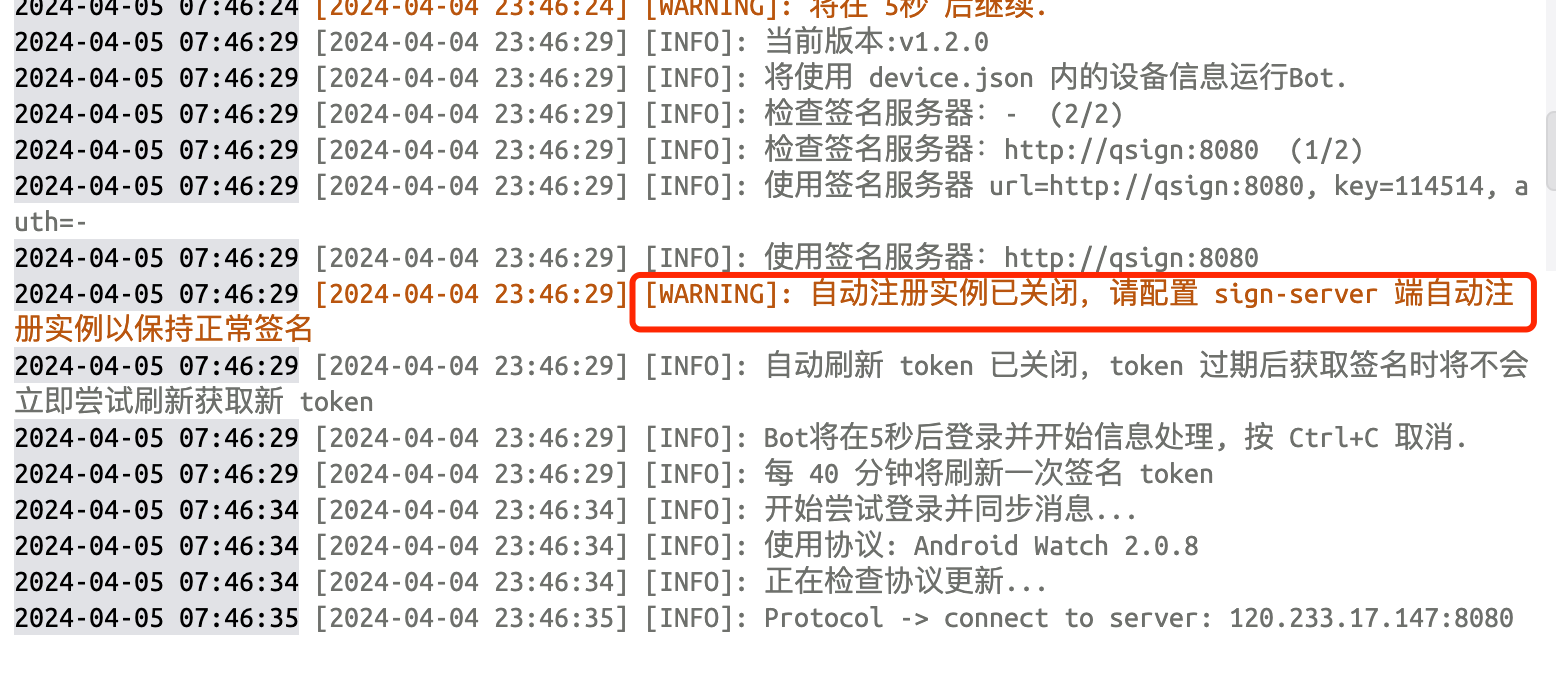 2024-04-05 07:46:24 [2024-04-04 23:46:24] [WARNING]: 将在 5秒 后继续.
2024-04-05 07:46:29 [2024-04-04 23:46:29] [INFO]: 当前版本:v1.2.0
2024-04-05 07:46:29 [2024-04-04 23:46:29] [INFO]: 将使用 device.json 内的设备信息运行Bot.
2024-04-05 07:46:29 [2024-04-04 23:46:29] [INFO]: 检查签名服务器: -  (2/2)
2024-04-05 07:46:29 [2024-04-04 23:46:29] [INFO]: 检查签名服务器: http://qsign:8080  (1/2)
2024-04-05 07:46:29 [2024-04-04 23:46:29] [INFO]: 使用签名服务器 url=http://qsign:8080, key=114514, a
uth=-
2024-04-05 07:46:29 [2024-04-04 23:46:29] [INFO]: 使用签名服务器: http://qsign:8080
2024-04-05 07:46:29 [2024-04-04 23:46:29] [WARNING]: 自动注册实例已关闭, 请配置 sign-server 端自动注
册实例以保持正常签名
2024-04-05 07:46:29 [2024-04-04 23:46:29] [INFO]: 自动刷新 token 已关闭, token 过期后获取签名时将不会
立即尝试刷新获取新 token
2024-04-05 07:46:29 [2024-04-04 23:46:29] [INFO]: Bot将在5秒后登录并开始信息处理, 按 Ctrl+C 取消.
2024-04-05 07:46:29 [2024-04-04 23:46:29] [INFO]: 每 40 分钟将刷新一次签名 token
2024-04-05 07:46:34 [2024-04-04 23:46:34] [INFO]: 开始尝试登录并同步消息...
2024-04-05 07:46:34 [2024-04-04 23:46:34] [INFO]: 使用协议: Android Watch 2.0.8
2024-04-05 07:46:34 [2024-04-04 23:46:34] [INFO]: 正在检查协议更新...
2024-04-05 07:46:35 [2024-04-04 23:46:35] [INFO]: Protocol -> connect to server: 120.233.17.147:8080